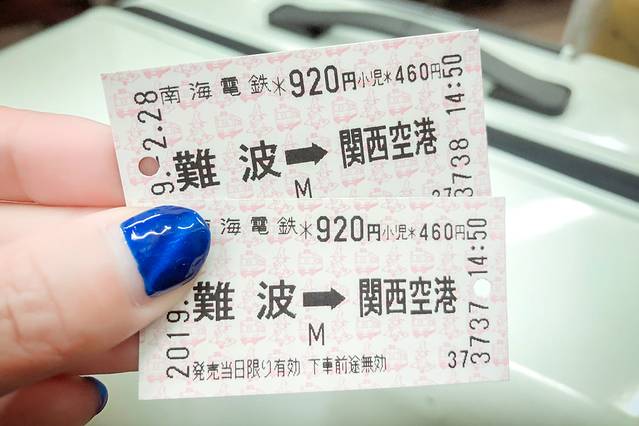 南海電鉄＊920円小児＊460円
難波➡関西空港
M
9.2.28
14:50
3738
37
海電鉄＊920円小児＊460円
難波➡関西空港
M
発売当日限り有効 下車前途無効
2019.
14:50
3737
37